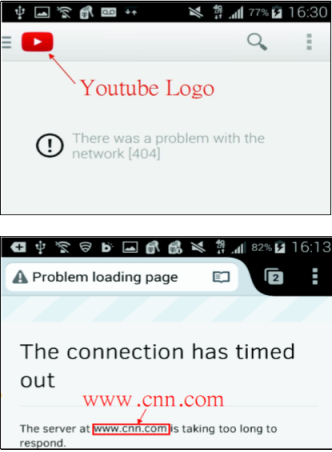 77% 16:30
Youtube Logo
There was a problem with the
network [404]
82% 16:13
Problem loading page
2
The connection has timed
out
www.cnn.com
The server at www.cnn.com is taking too long to
respond.